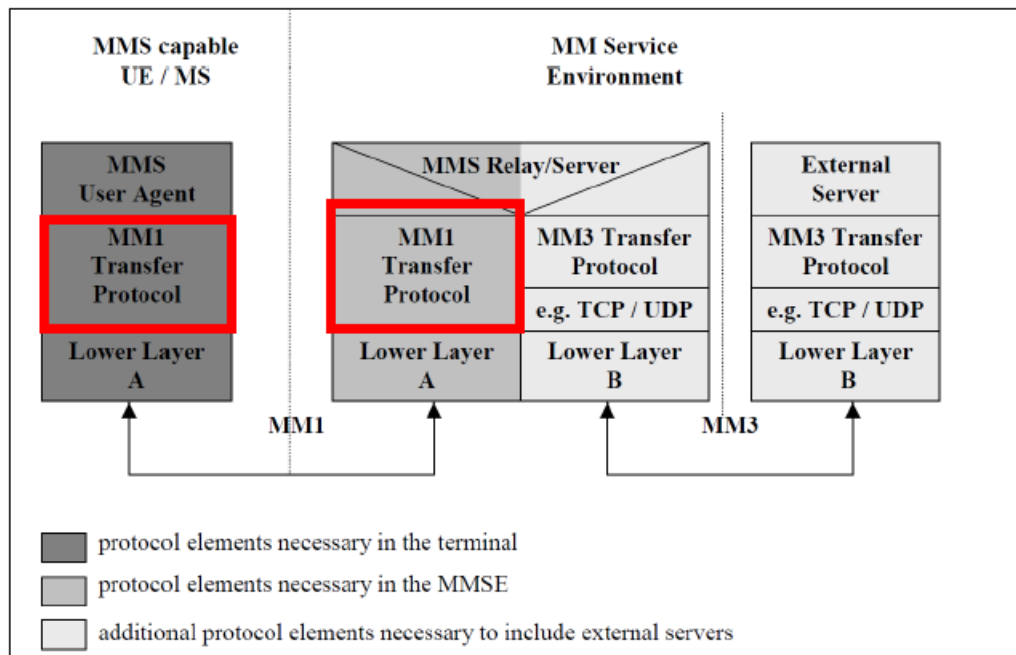 MMS capable
UE / MS
MM Service
Environment
MMS
User Agent
MM1
Transfer
Protocol
Lower Layer
A
MMS Relay/Server
MM1
Transfer
Protocol
Lower Layer
A
MM3 Transfer
Protocol
e.g. TCP / UDP
Lower Layer
B
External
Server
MM3 Transfer
Protocol
e.g. TCP / UDP
Lower Layer
B
MM1
MM3
protocol elements necessary in the terminal
protocol elements necessary in the MMSE
additional protocol elements necessary to include external servers